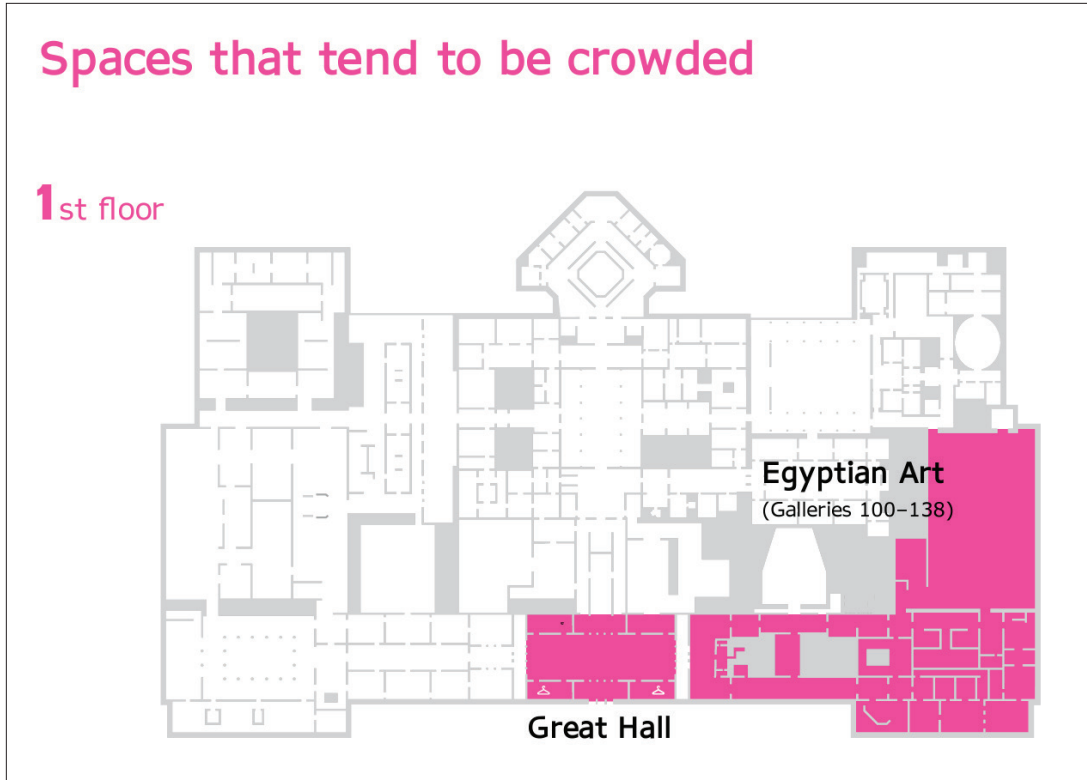 Spaces that tend to be crowded
1st floor
Egyptian Art
(Galleries 100–138)
Great Hall